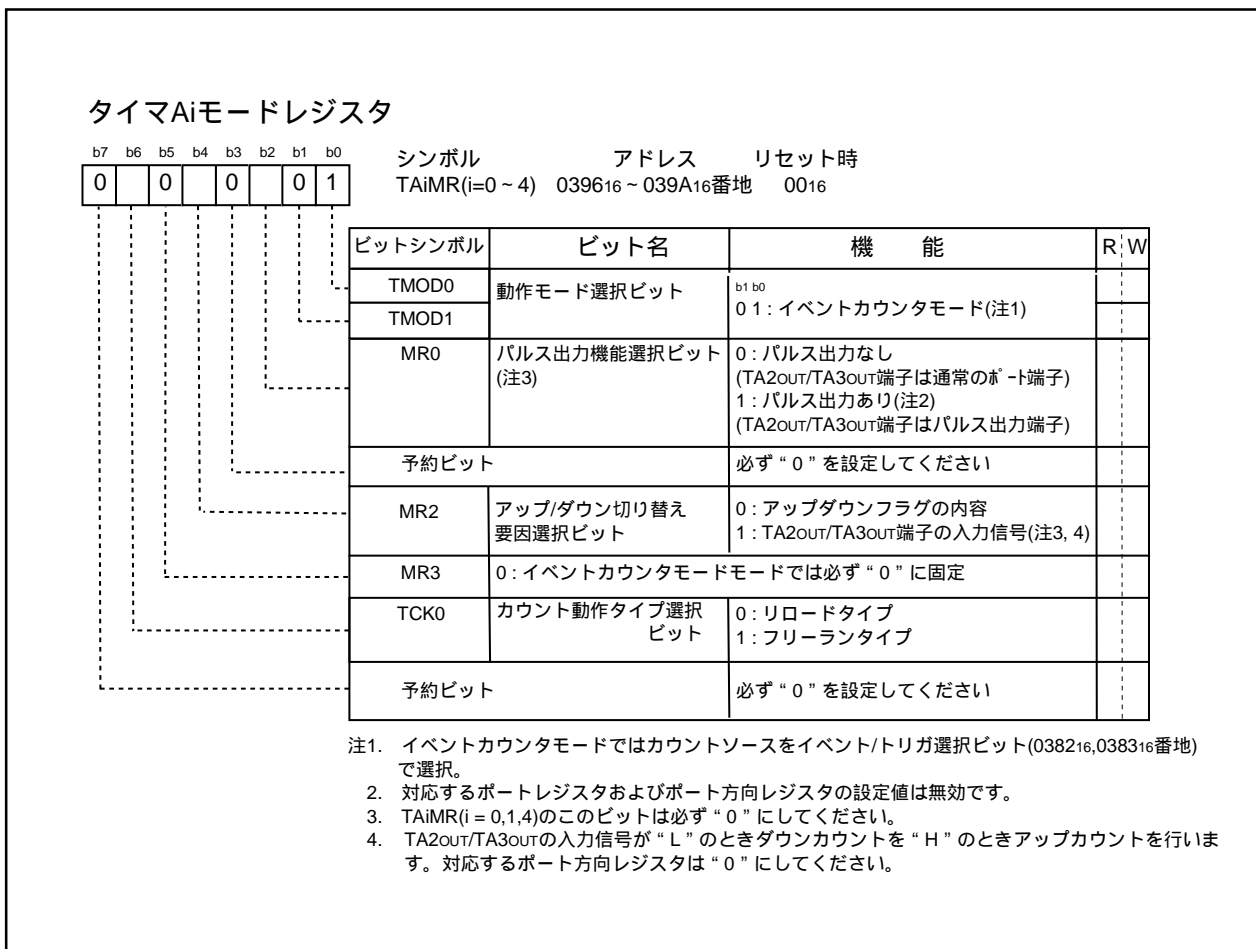 タイマAiモードレジスタ
b7 b6 b5 b4 b3 b2 b1 b0
0 0 0 0 1
シンボル アドレス リセット時
TAiMR(i=0 ~ 4) 039616 ~ 039A16番地 0016
ビットシンボル ビット名 機 能 R W
TMOD0 動作モード選択ビット b1 b0
TMOD1 0 1 : イベントカウンタモード(注1)
MR0 パルス出力機能選択ビット 0 : パルス出力なし
(注3) (TA2OUT/TA3OUT端子は通常のポート端子)
1 : パルス出力あり(注2)
(TA2OUT/TA3OUT端子はパルス出力端子)
予約ビット 必ず “ 0 ” を設定してください
MR2 アップ/ダウン切り替え 0 : アップダウンフラグの内容
要因選択ビット 1 : TA2OUT/TA3OUT端子の入力信号(注3, 4)
MR3 0 : イベントカウンタモードモードでは必ず “ 0 ” に固定
TCK0 カウント動作タイプ選択 0 : リロードタイプ
ビット 1 : フリーランタイプ
予約ビット 必ず “ 0 ” を設定してください
注1. イベントカウンタモードではカウントソースをイベント/トリガ選択ビット(038216,038316番地)
で選択。
2. 対応するポートレジスタおよびポート方向レジスタの設定値は無効です。
3. TAiMR(i = 0,1,4)のこのビットは必ず “ 0 ” にしてください。
4. TA2OUT/TA3OUTの入力信号が “ L ” のときダウンカウントを “ H ” のときアップカウントを行いま
す。対応するポート方向レジスタは “ 0 ” にしてください。